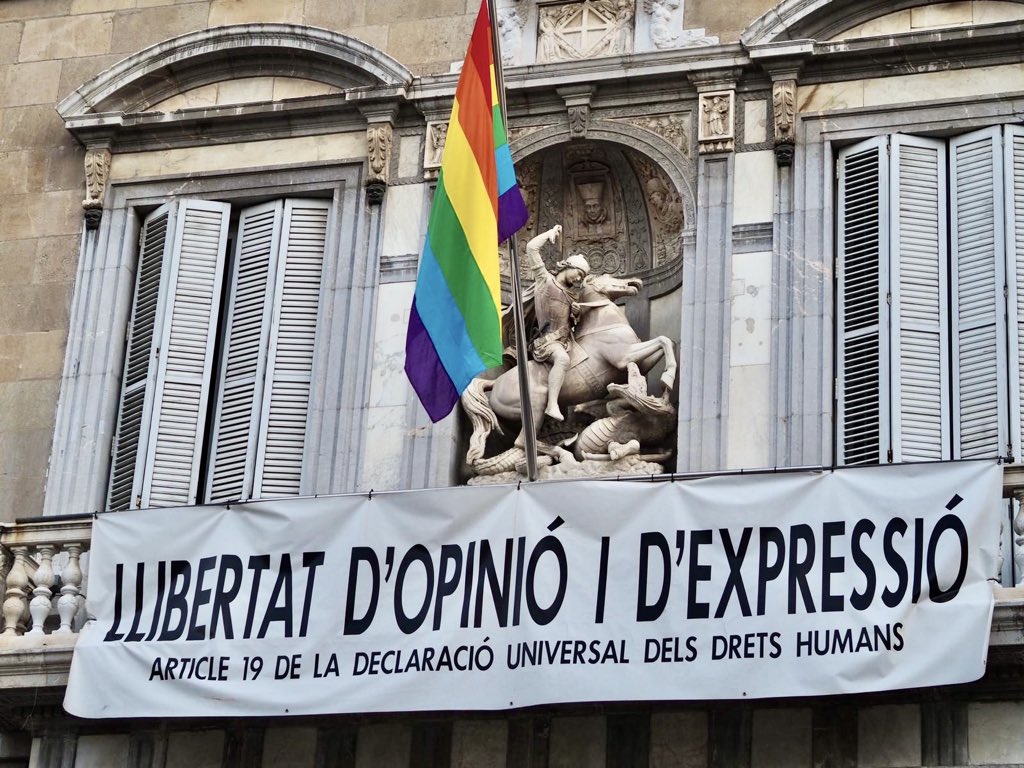 LLIBERTAT D'OPINIÓ I D'EXPRESSIÓ
ARTICLE 19 DE LA DECLARACIÓ UNIVERSAL DELS DRETS HUMANS